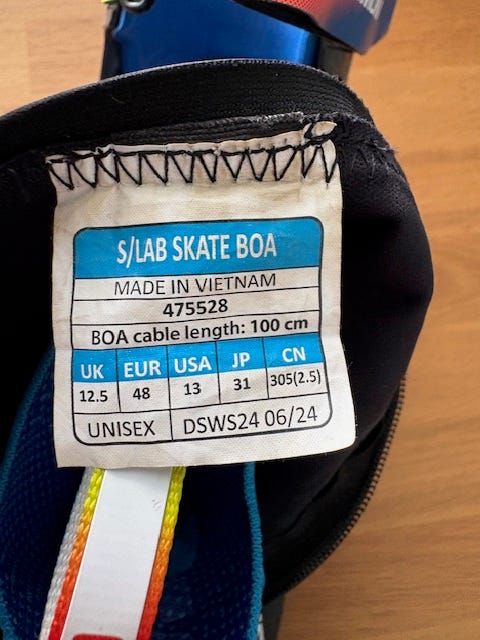 S/LAB SKATE BOA
MADE IN VIETNAM
475528
BOA cable length: 100 cm
UK EUR USA JP CN
12.5 48 13 31 305(2.5)
UNISEX DSWS24 06/24